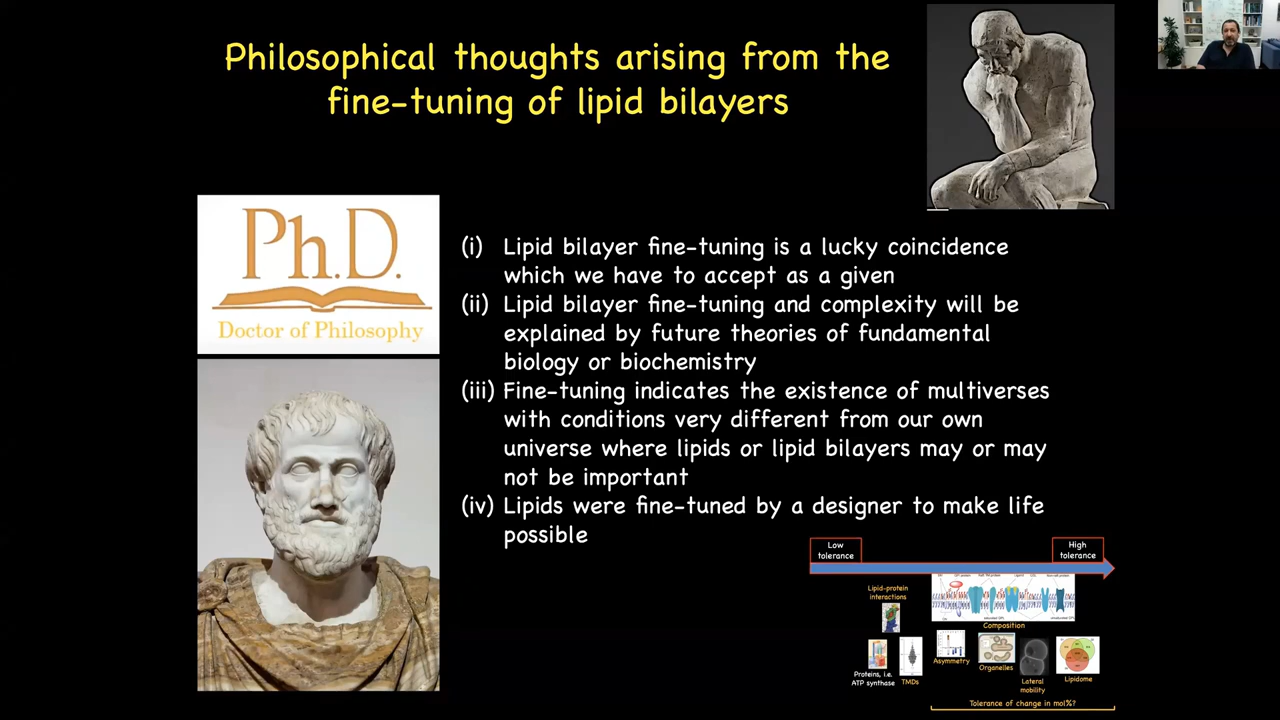 Philosophical thoughts arising from the
fine-tuning of lipid bilayers
Ph.D.
Doctor of Philosophy
(i) Lipid bilayer fine-tuning is a lucky coincidence
which we have to accept as a given
(ii) Lipid bilayer fine-tuning and complexity will be
explained by future theories of fundamental
biology or biochemistry
(iii) Fine-tuning indicates the existence of multiverses
with conditions very different from our own
universe where lipids or lipid bilayers may or may
not be important
(iv) Lipids were fine-tuned by a designer to make life
possible
Low
tolerance
High
tolerance
Lipid-protein
interactions
Composition
Proteins, i.e.
ATP synthase
TMDs
Asymmetry
Organelles
Lateral
mobility
Lipidome
Tolerance of change in mol%?